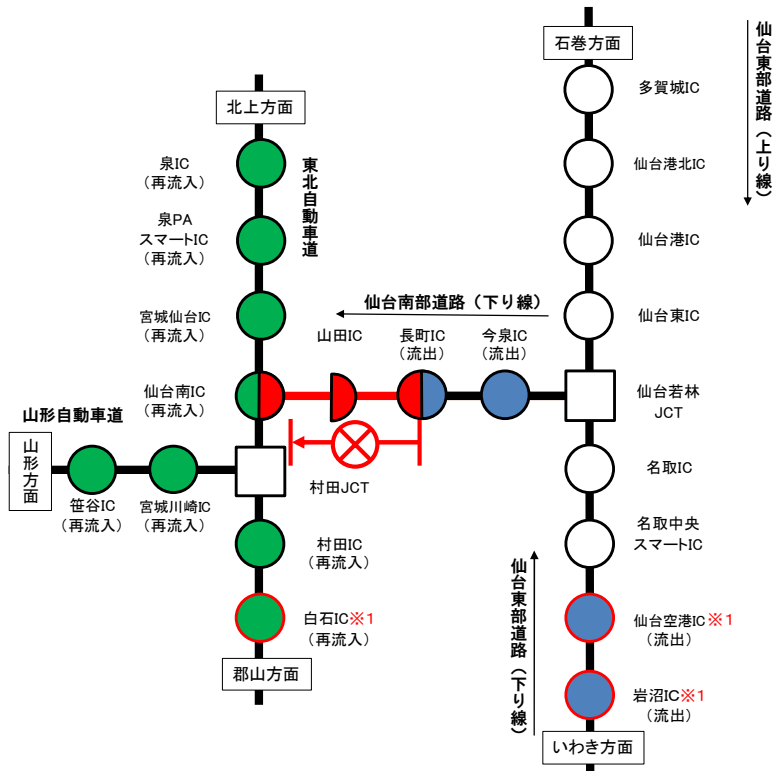 石巻方面
仙台東部道路（上り線）
多賀城IC
仙台港北IC
仙台港IC
仙台東IC
仙台若林
JCT
名取IC
名取中央
スマートIC
仙台空港IC※1
（流出）
岩沼IC※1
（流出）
いわき方面
仙台東部道路（下り線）
北上方面
東北自動車道
泉IC
（再流入）
泉PA
スマートIC
（再流入）
宮城仙台IC
（再流入）
仙台南IC
（再流入）
仙台南部道路（下り線）
山田IC
長町IC
（流出）
今泉IC
（流出）
山形自動車道
山形方面
笹谷IC
（再流入）
宮城川崎IC
（再流入）
村田JCT
村田IC
（再流入）
白石IC※1
（再流入）
郡山方面